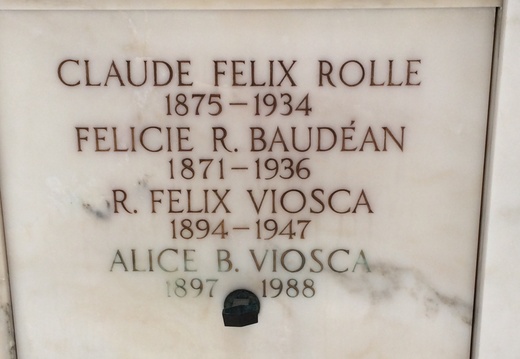 CLAUDE FELIX ROLLE
1875–1934
FELICIE R. BAUDÉAN
1871–1936
R. FELIX VIOSCA
1894–1947
ALICE B. VIOSCA
1897 1988